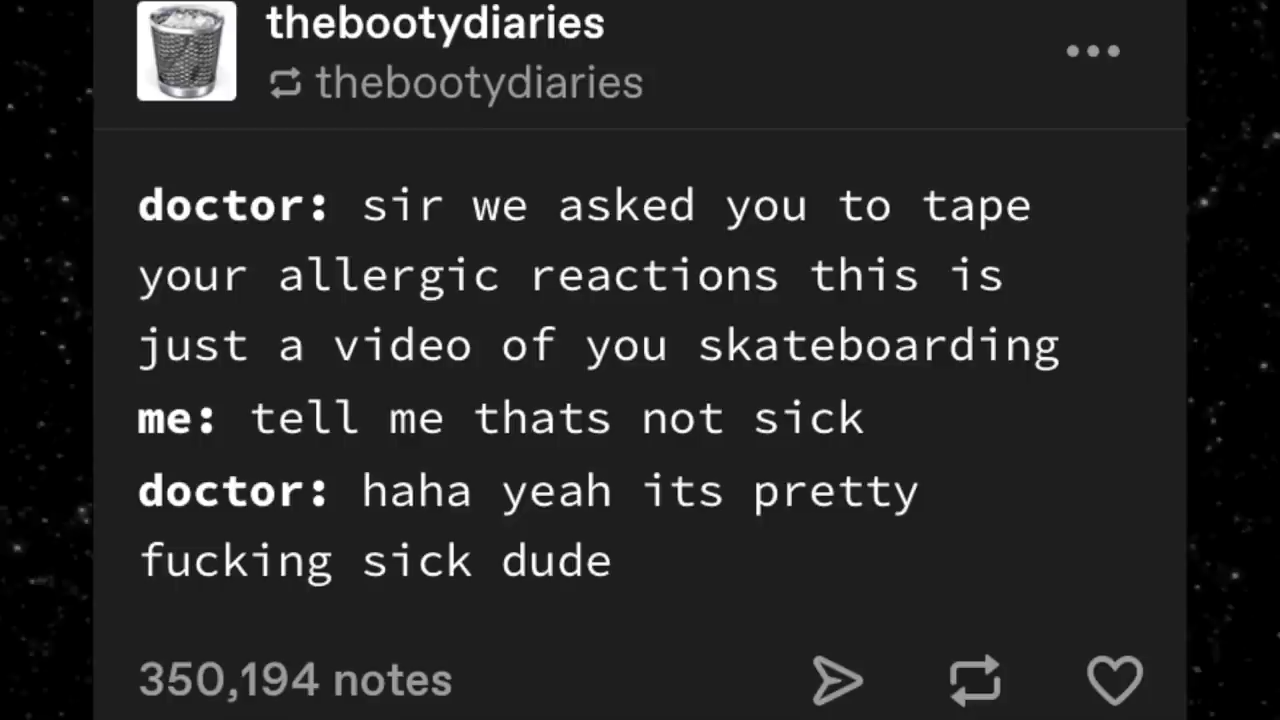 thebootydiaries
thebootydiaries
doctor: sir we asked you to tape
your allergic reactions this is
just a video of you skateboarding
me: tell me thats not sick
doctor: haha yeah its pretty
fucking sick dude
350,194 notes